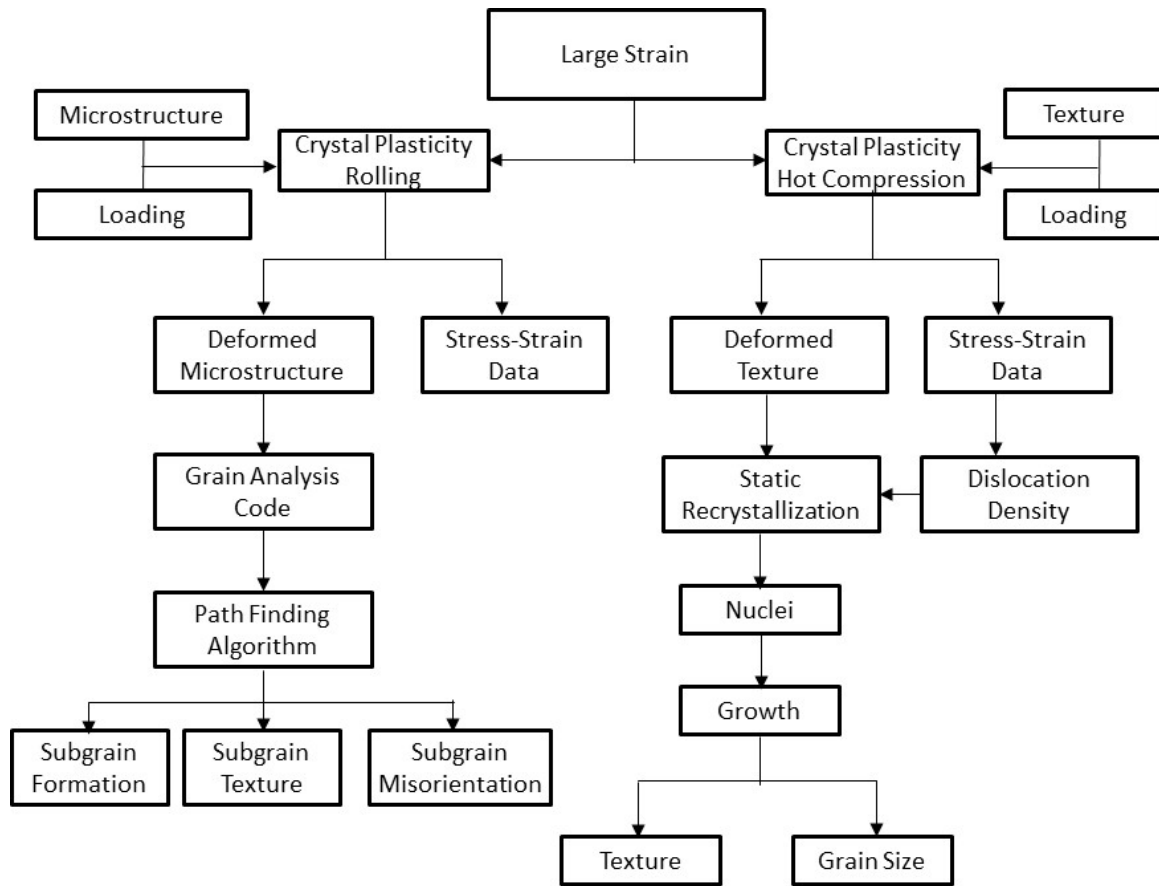 Large Strain
Microstructure
Texture
Crystal Plasticity
Rolling
Crystal Plasticity
Hot Compression
Loading
Loading
Deformed
Microstructure
Stress-Strain
Data
Deformed
Texture
Stress-Strain
Data
Grain Analysis
Code
Static
Recrystallization
Dislocation
Density
Path Finding
Algorithm
Nuclei
Growth
Subgrain
Formation
Subgrain
Texture
Subgrain
Misorientation
Texture
Grain Size